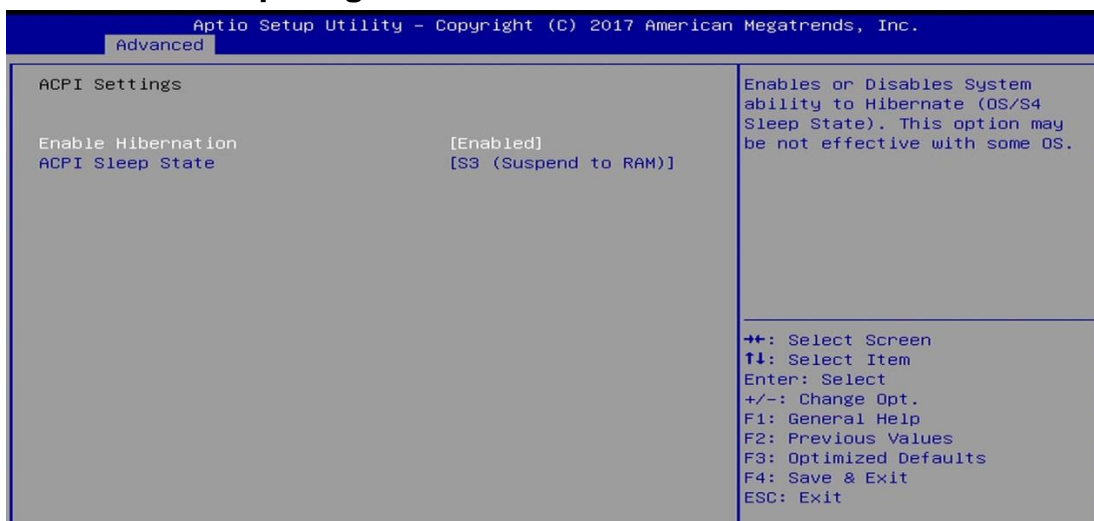 Aptio Setup Utility – Copyright (C) 2017 American Megatrends, Inc.
Advanced
ACPI Settings
Enable Hibernation [Enabled]
ACPI Sleep State [S3 (Suspend to RAM)]
Enables or Disables System
ability to Hibernate (OS/S4
Sleep State). This option may
be not effective with some OS.
→←: Select Screen
↑↓: Select Item
Enter: Select
+/-: Change Opt.
F1: General Help
F2: Previous Values
F3: Optimized Defaults
F4: Save & Exit
ESC: Exit